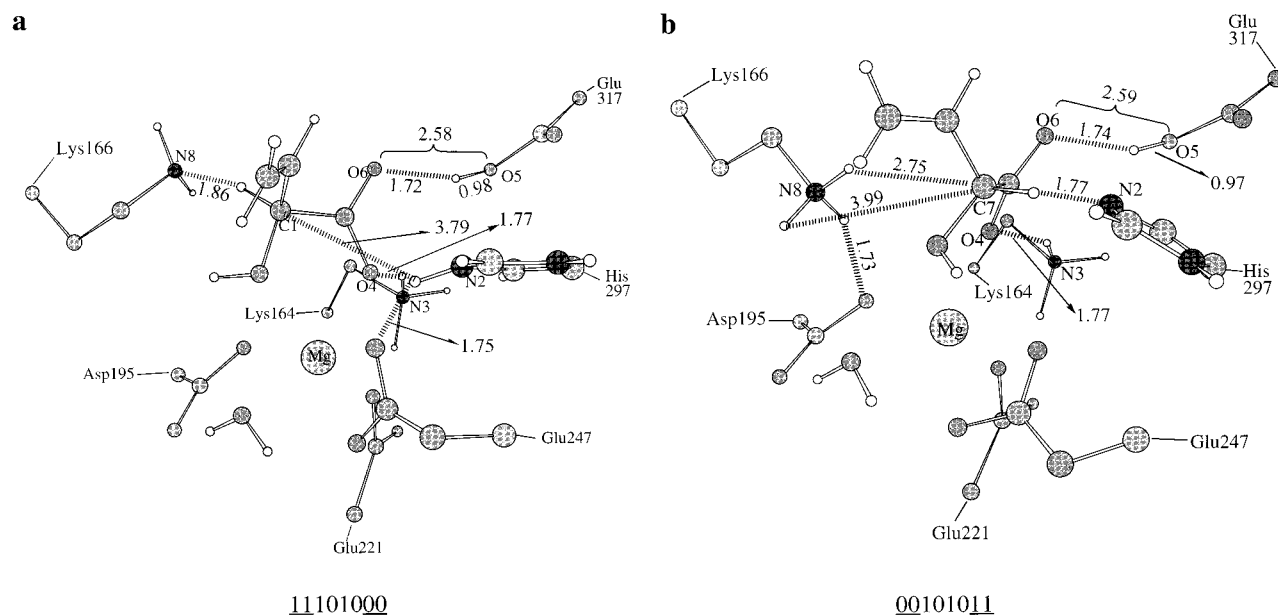 a
Glu
317
2.58
Lys166
N8
O6
O5
1.86
1.72
0.98
C1
3.79
1.77
O4
N2
His
297
N3
Lys164
Mg
1.75
Asp195
Glu247
Glu221
11101000
b
Glu
317
Lys166
2.59
O6
1.74
O5
N8
2.75
0.97
1.77
N2
3.99
C7
O4
1.73
N3
His
297
Lys164
Asp195
1.77
Mg
Glu247
Glu221
00101011